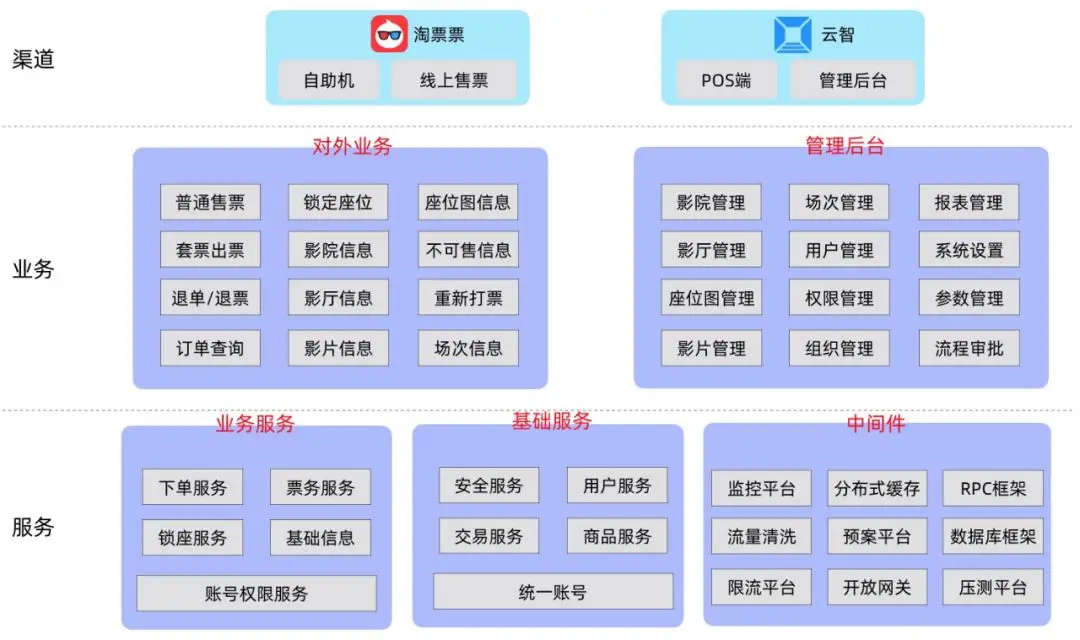 渠道
淘票票
自助机
线上售票
云智
POS端
管理后台
业务
对外业务
普通售票
锁定座位
座位图信息
套票出票
影院信息
不可售信息
退单/退票
影厅信息
重新打票
订单查询
影片信息
场次信息
管理后台
影院管理
场次管理
报表管理
影厅管理
用户管理
系统设置
座位图管理
权限管理
参数管理
影片管理
组织管理
流程审批
服务
业务服务
下单服务
票务服务
锁座服务
基础信息
账号权限服务
基础服务
安全服务
用户服务
交易服务
商品服务
统一账号
中间件
监控平台
分布式缓存
RPC框架
流量清洗
预案平台
数据库框架
限流平台
开放网关
压测平台